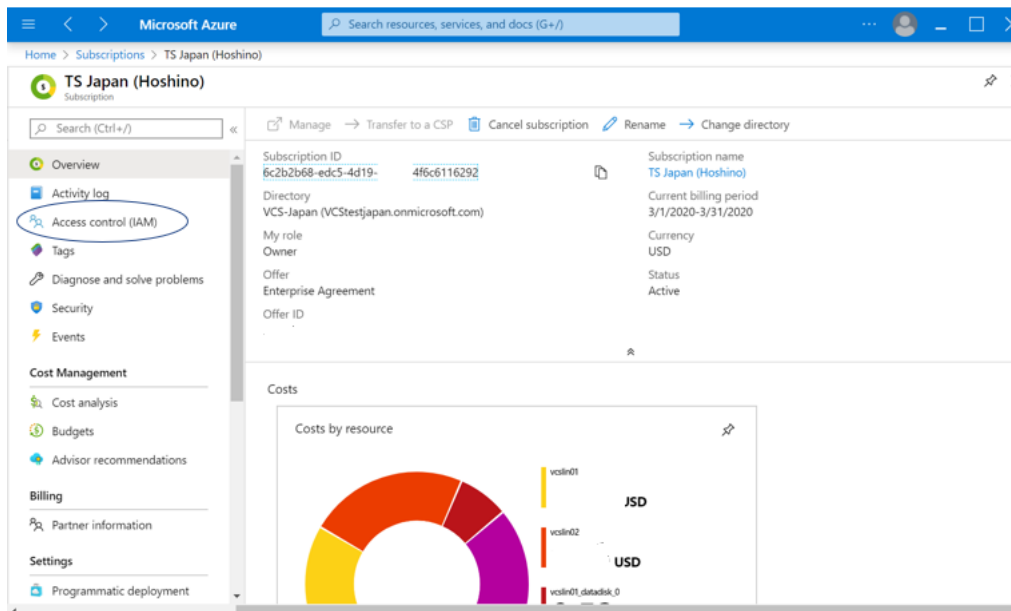 Microsoft Azure
Search resources, services, and docs (G+/)
Home > Subscriptions > TS Japan (Hoshino)
TS Japan (Hoshino)
Subscription
Search (Ctrl+/)
Overview
Activity log
Access control (IAM)
Tags
Diagnose and solve problems
Security
Events
Cost Management
Cost analysis
Budgets
Advisor recommendations
Billing
Partner information
Settings
Programmatic deployment
Manage
Transfer to a CSP
Cancel subscription
Rename
Change directory
Subscription ID
6c2b2b68-edc5-4d19- 4f6c6116292
Directory
VCS-Japan (VCStestjapan.onmicrosoft.com)
My role
Owner
Offer
Enterprise Agreement
Offer ID
Subscription name
TS Japan (Hoshino)
Current billing period
3/1/2020-3/31/2020
Currency
USD
Status
Active
Costs
Costs by resource
vcslin01
USD
vcslin02
USD
vcslin01_datadisk_0